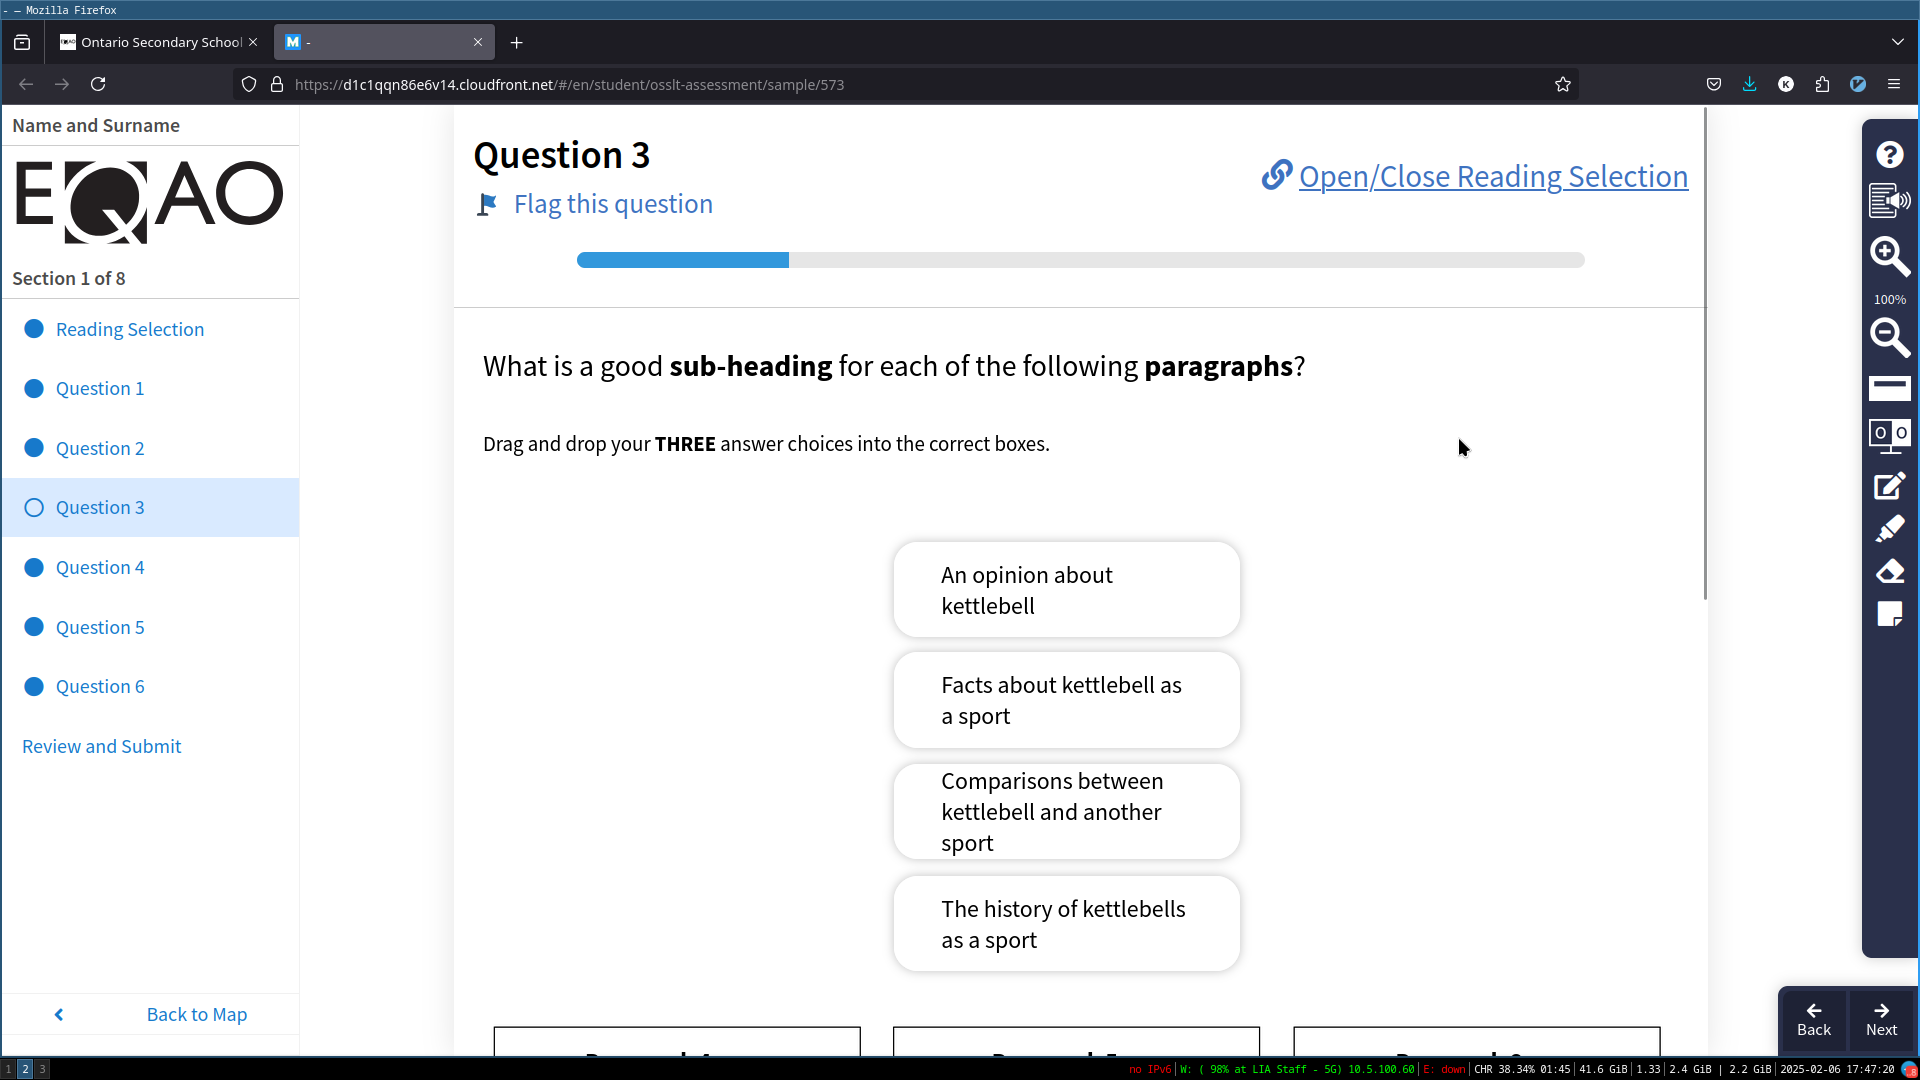 - — Mozilla Firefox
Ontario Secondary School
M -
https://d1c1qqn86e6v14.cloudfront.net/#/en/student/osslt-assessment/sample/573
K
Name and Surname
EQAO
Section 1 of 8
Reading Selection
Question 1
Question 2
Question 3
Question 4
Question 5
Question 6
Review and Submit
Back to Map
Question 3
Flag this question
Open/Close Reading Selection
What is a good sub-heading for each of the following paragraphs?
Drag and drop your THREE answer choices into the correct boxes.
An opinion about
kettlebell
Facts about kettlebell as
a sport
Comparisons between
kettlebell and another
sport
The history of kettlebells
as a sport
100%
Back
Next
1 2 3
no IPv6 | W: ( 98% at LIA Staff - 5G) 10.5.100.60 | E: down | CHR 38.34% 01:45 | 41.6 GiB | 1.33 | 2.4 GiB | 2.2 GiB | 2025-02-06 17:47:20